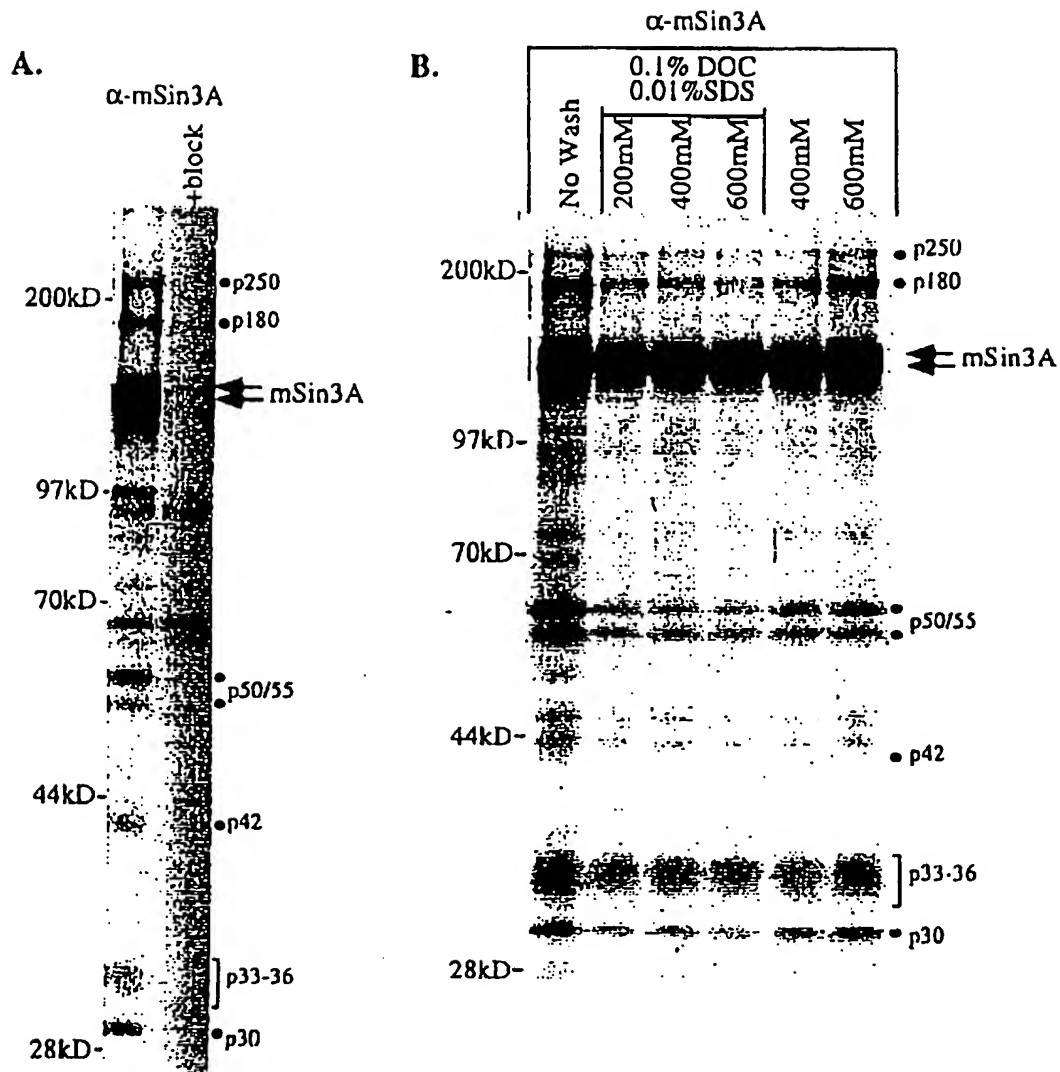 A.
α-mSin3A
+block
200kD-
p250
p180
mSin3A
97kD-
70kD-
p50/55
44kD-
p42
p33-36
p30
28kD-
B.
α-mSin3A
0.1% DOC
0.01%SDS
No Wash
200mM
400mM
600mM
400mM
600mM
200kD-
p250
p180
mSin3A
97kD-
70kD-
p50/55
44kD-
p42
p33-36
p30
28kD-